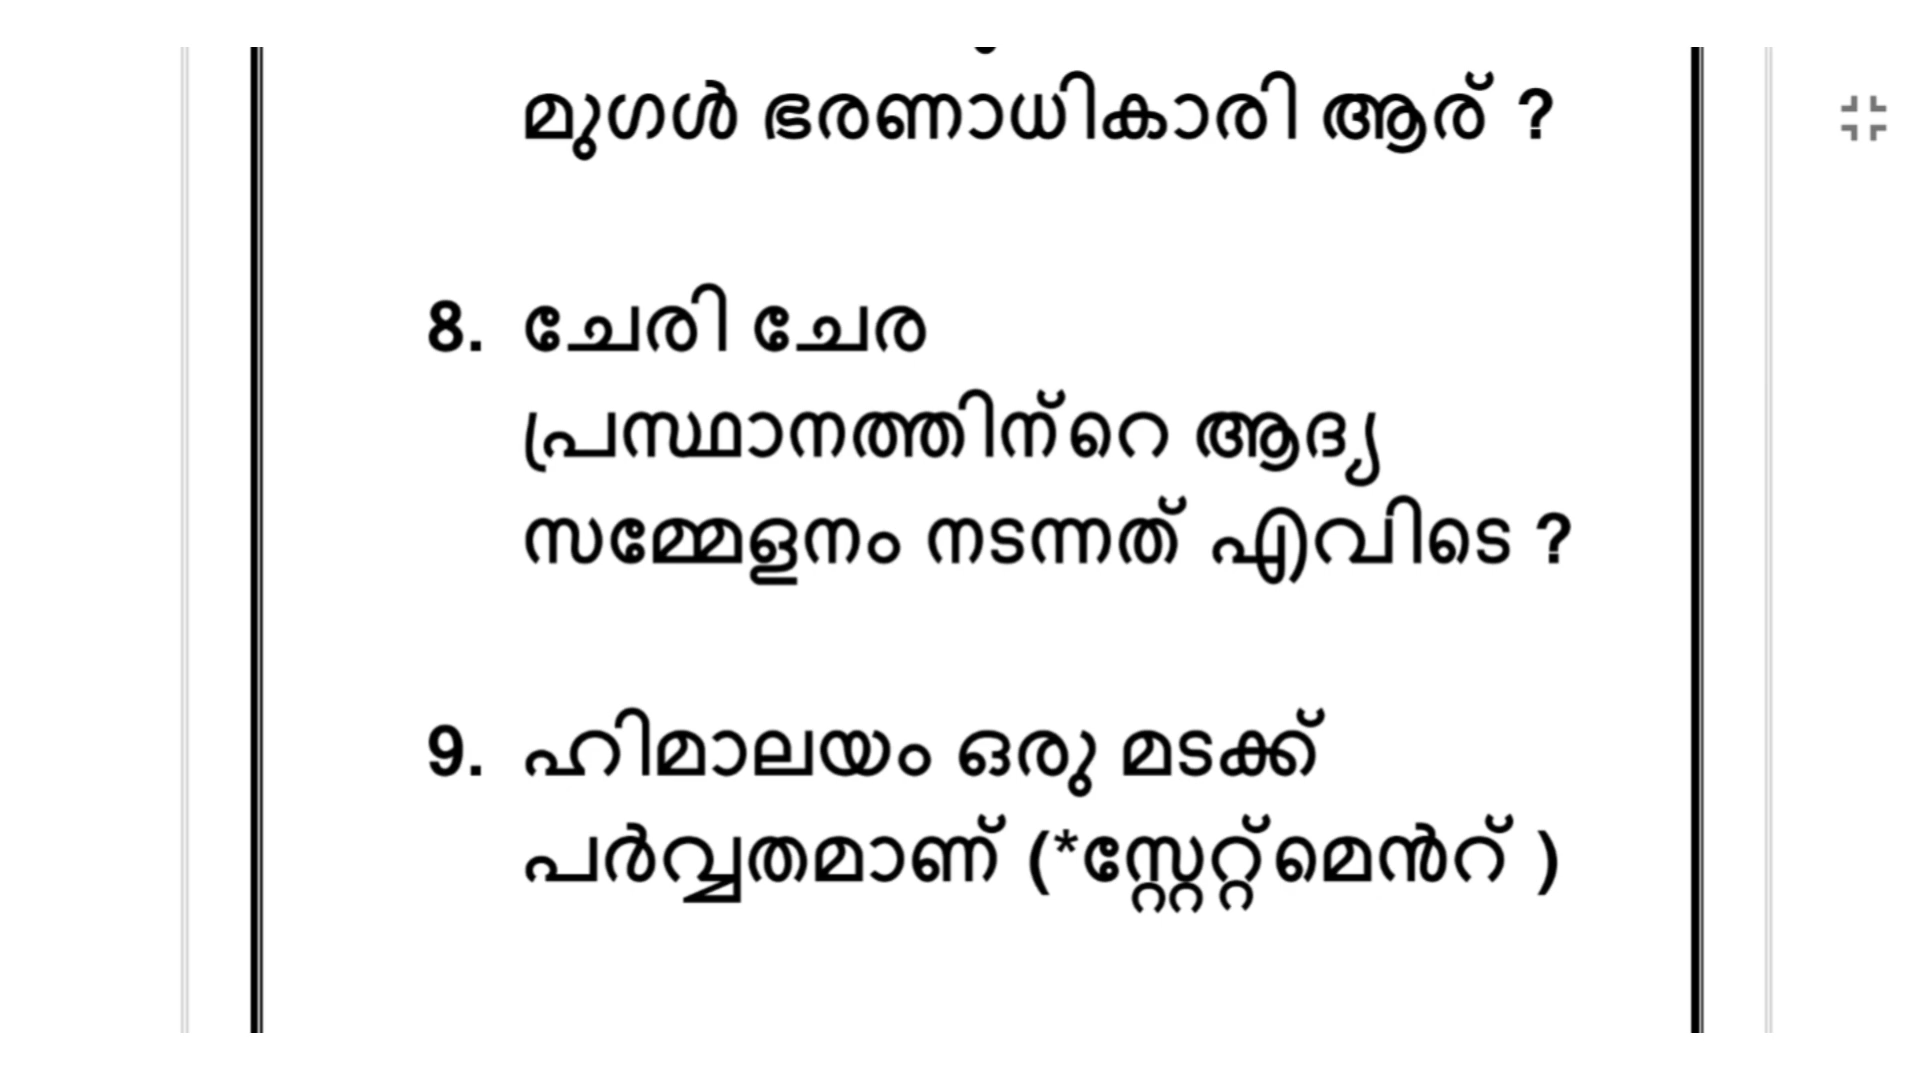 മുഗൾ ഭരണാധികാരി ആര് ?
8. ചേരി ചേര
പ്രസ്ഥാനത്തിന്‌റെ ആദ്യ
സമ്മേളനം നടന്നത് എവിടെ ?
9. ഹിമാലയം ഒരു മടക്ക്
പർവ്വതമാണ് (*സ്റ്റേറ്റ്മെൻറ് )